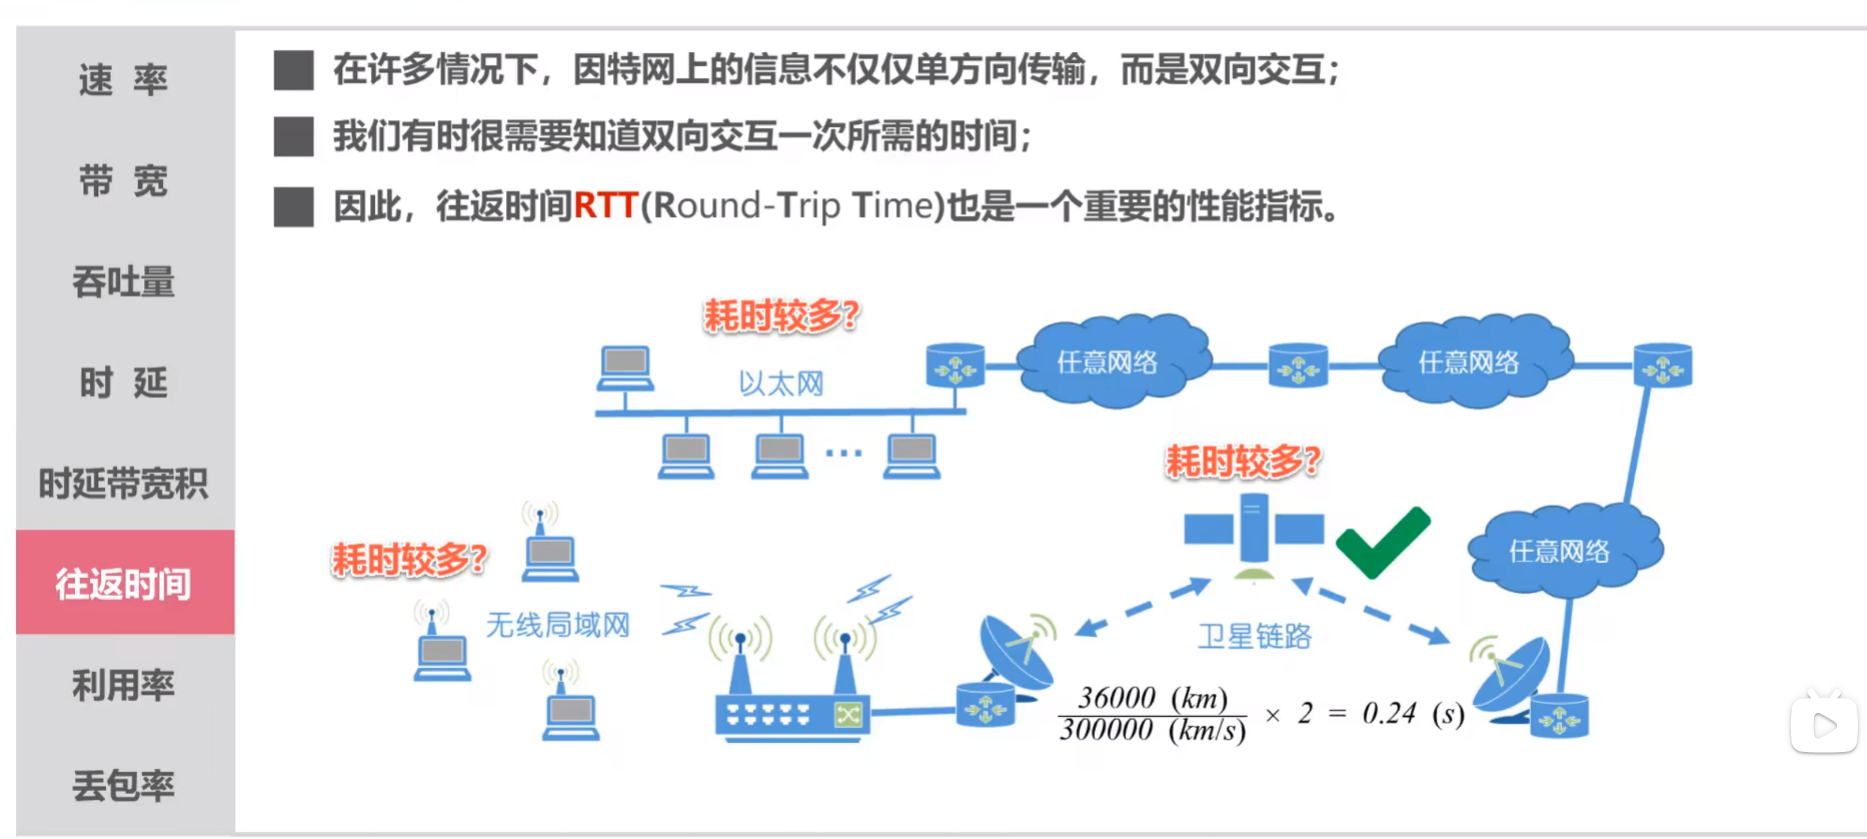 速 率
带 宽
吞吐量
时 延
时延带宽积
往返时间
利用率
丢包率
在许多情况下，因特网上的信息不仅仅单方向传输，而是双向交互；
我们有时很需要知道双向交互一次所需的时间；
因此，往返时间RTT(Round-Trip Time)也是一个重要的性能指标。
耗时较多?
以太网
任意网络
任意网络
...
耗时较多?
任意网络
耗时较多?
无线局域网
卫星链路
36000 (km)
300000 (km/s)
× 2 = 0.24 (s)